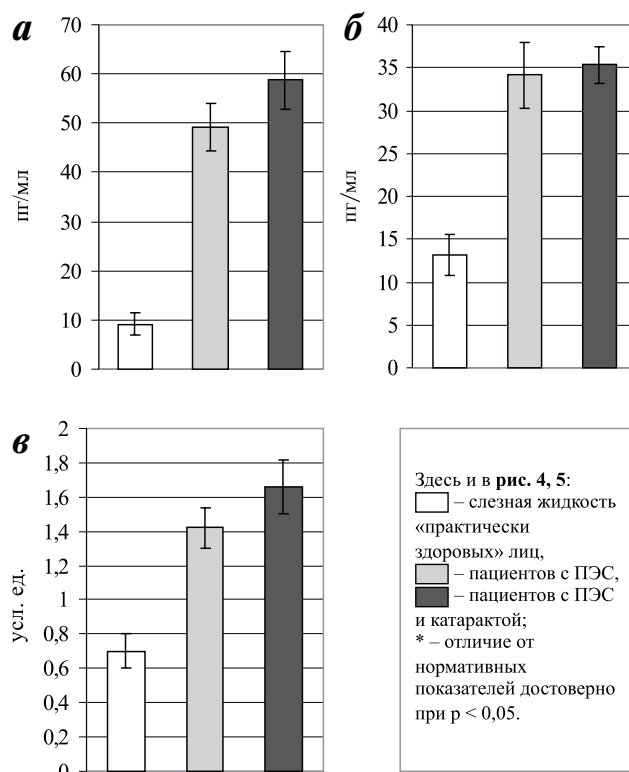 а
70
60
50
40
30
20
10
0
пг/мл
б
40
35
30
25
20
15
10
5
0
пг/мл
в
2
1,8
1,6
1,4
1,2
1
0,8
0,6
0,4
0,2
0
усл. ед.
Здесь и в рис. 4, 5:
– слезная жидкость
«практически
здоровых» лиц,
– пациентов с ПЭС,
– пациентов с ПЭС
и катарактой;
* – отличие от
нормативных
показателей достоверно
при p < 0,05.